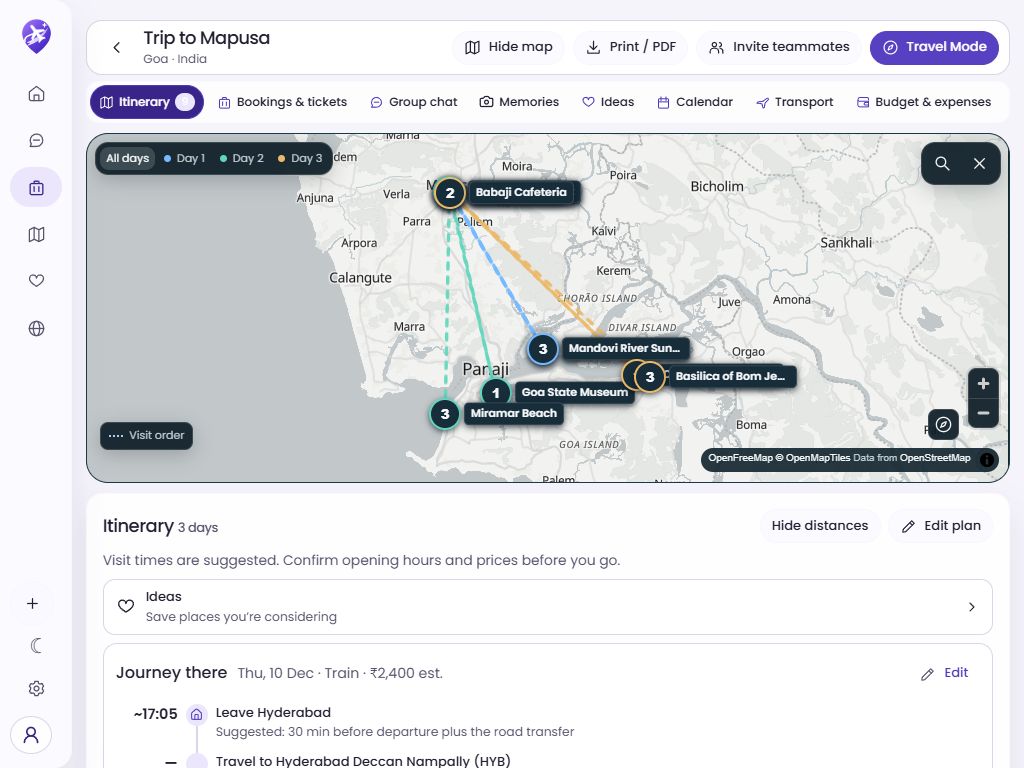 Trip to Mapusa
Goa · India
Hide map
Print / PDF
Invite teammates
Travel Mode
Itinerary
Bookings & tickets
Group chat
Memories
Ideas
Calendar
Transport
Budget & expenses
All days
Day 1
Day 2
Day 3
Moira
Poira
Bicholim
Anjuna
Verla
2
Babaji Cafeteria
Parra
Arpora
Kalvi
Sankhali
Calangute
Kerem
CHORÃO ISLAND
Juve
Amona
Marra
DIVAR ISLAND
3
Mandovi River Sun...
Orgao
Panaji
3
Basilica of Bom Je...
1
Goa State Museum
3
Miramar Beach
Boma
Visit order
GOA ISLAND
OpenFreeMap © OpenMapTiles Data from OpenStreetMap
Itinerary 3 days
Hide distances
Edit plan
Visit times are suggested. Confirm opening hours and prices before you go.
Ideas
Save places you're considering
Journey there
Thu, 10 Dec · Train · ₹2,400 est.
Edit
~17:05
Leave Hyderabad
Suggested: 30 min before departure plus the road transfer
—
Travel to Hyderabad Deccan Nampally (HYB)